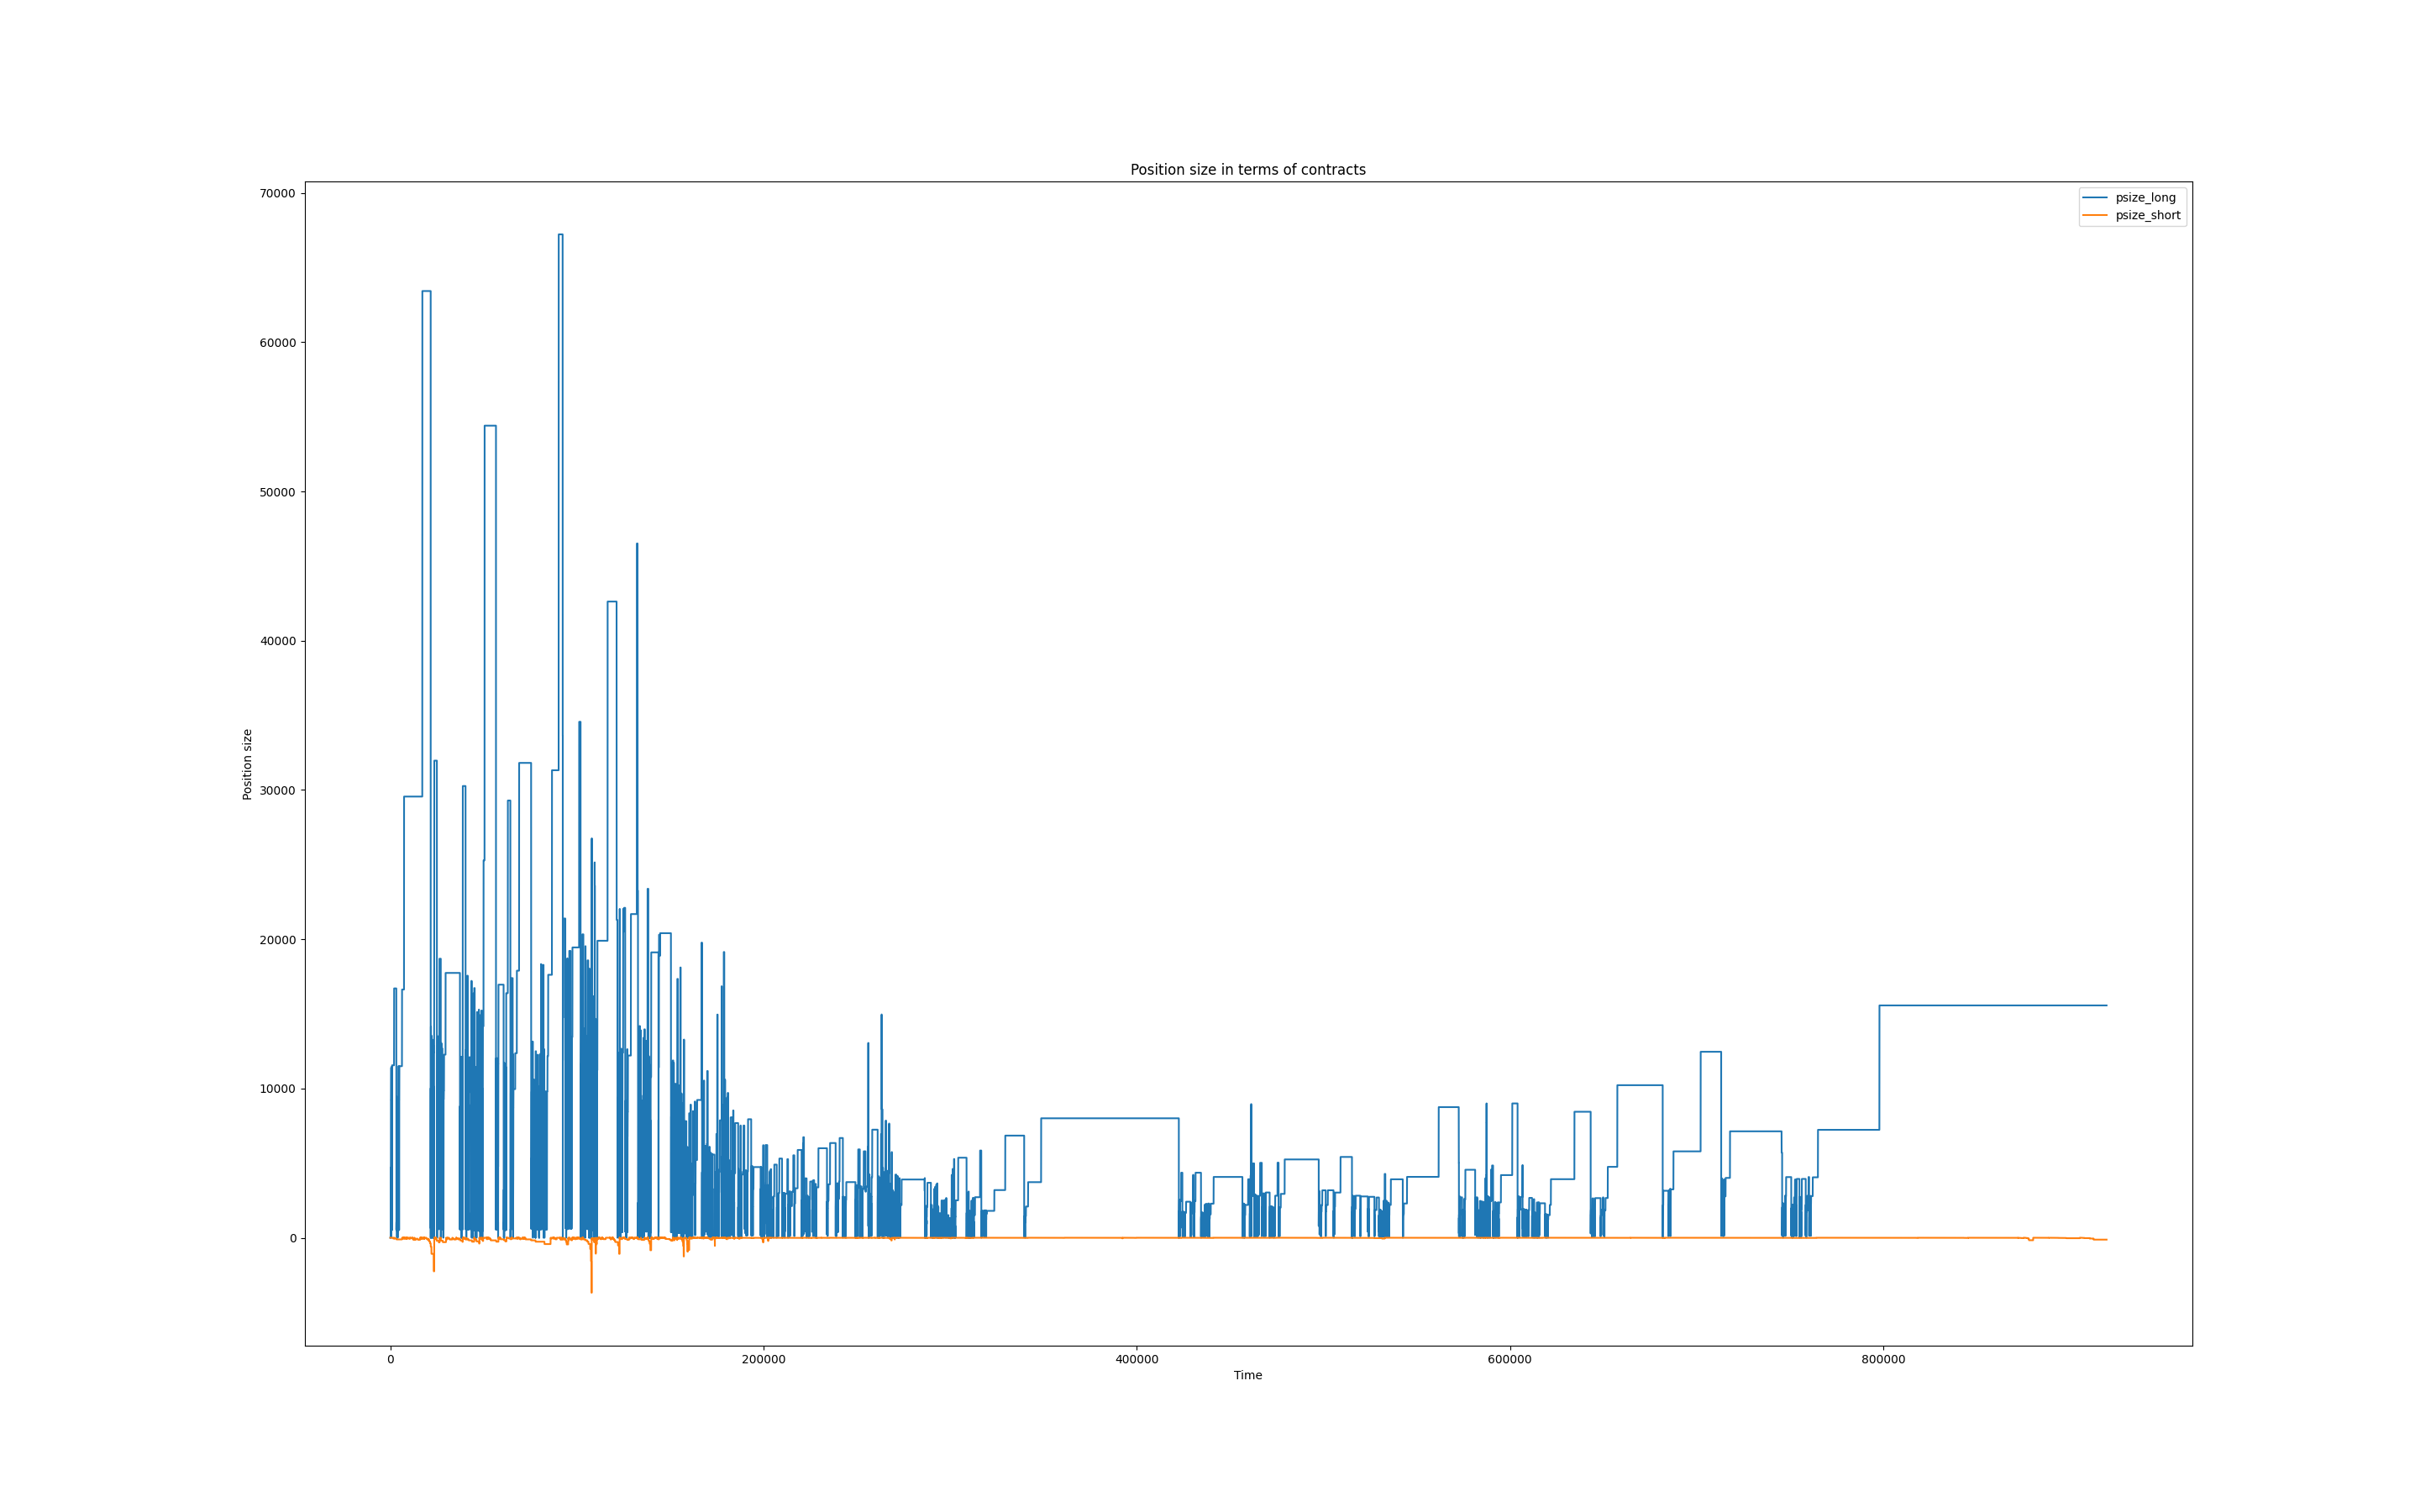 Position size in terms of contracts
psize_long
psize_short
70000
60000
50000
40000
30000
20000
10000
0
Position size
0 200000 400000 600000 800000
Time